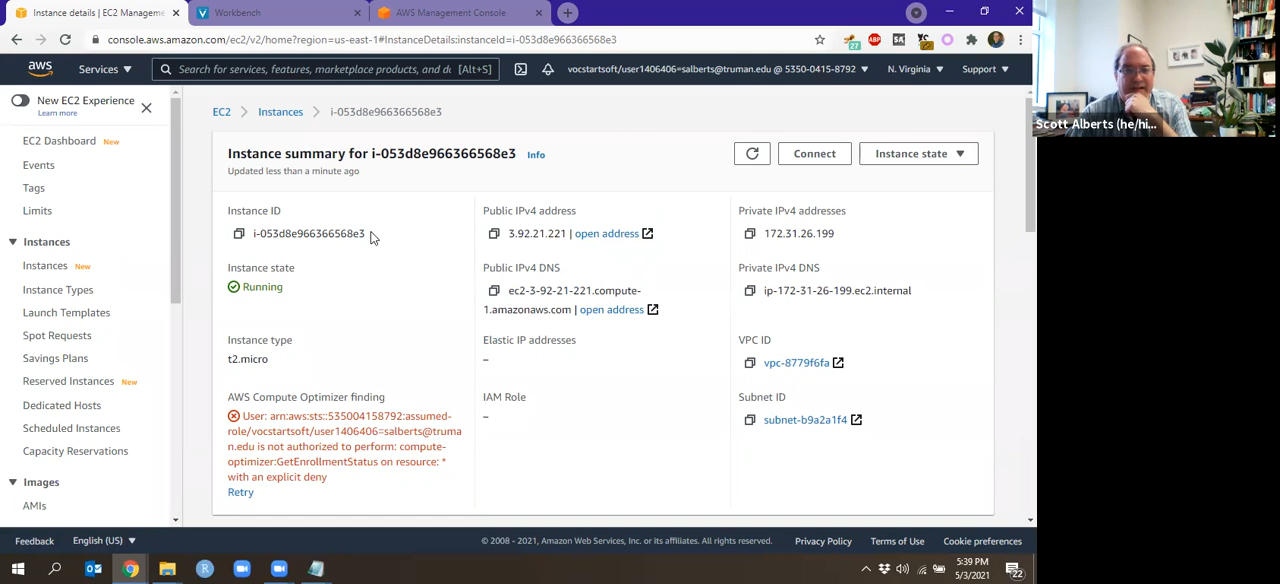 Instance details | EC2 Manageme
Workbench
AWS Management Console
console.aws.amazon.com/ec2/v2/home?region=us-east-1#InstanceDetails:instanceId=i-053d8e966366568e3
27
ABP
SA
aws
Services
Search for services, features, marketplace products, and dc [Alt+S]
vocstartsoft/user1406406=salberts@truman.edu @ 5350-0415-8792
N. Virginia
Support
Scott Alberts (he/hi...
New EC2 Experience
Learn more
EC2 Dashboard New
Events
Tags
Limits
Instances
Instances New
Instance Types
Launch Templates
Spot Requests
Savings Plans
Reserved Instances New
Dedicated Hosts
Scheduled Instances
Capacity Reservations
Images
AMIs
EC2 > Instances > i-053d8e966366568e3
Instance summary for i-053d8e966366568e3 Info
Updated less than a minute ago
Connect
Instance state
Instance ID
i-053d8e966366568e3
Public IPv4 address
3.92.21.221 | open address
Private IPv4 addresses
172.31.26.199
Instance state
Running
Public IPv4 DNS
ec2-3-92-21-221.compute-
1.amazonaws.com | open address
Private IPv4 DNS
ip-172-31-26-199.ec2.internal
Instance type
t2.micro
Elastic IP addresses
–
VPC ID
vpc-8779f6fa
AWS Compute Optimizer finding
User: arn:aws:sts::535004158792:assumed-
role/vocstartsoft/user1406406=salberts@truma
n.edu is not authorized to perform: compute-
optimizer:GetEnrollmentStatus on resource: *
with an explicit deny
Retry
IAM Role
–
Subnet ID
subnet-b9a2a1f4
Feedback
English (US)
© 2008 - 2021, Amazon Web Services, Inc. or its affiliates. All rights reserved.
Privacy Policy
Terms of Use
Cookie preferences
5:39 PM
5/3/2021
22